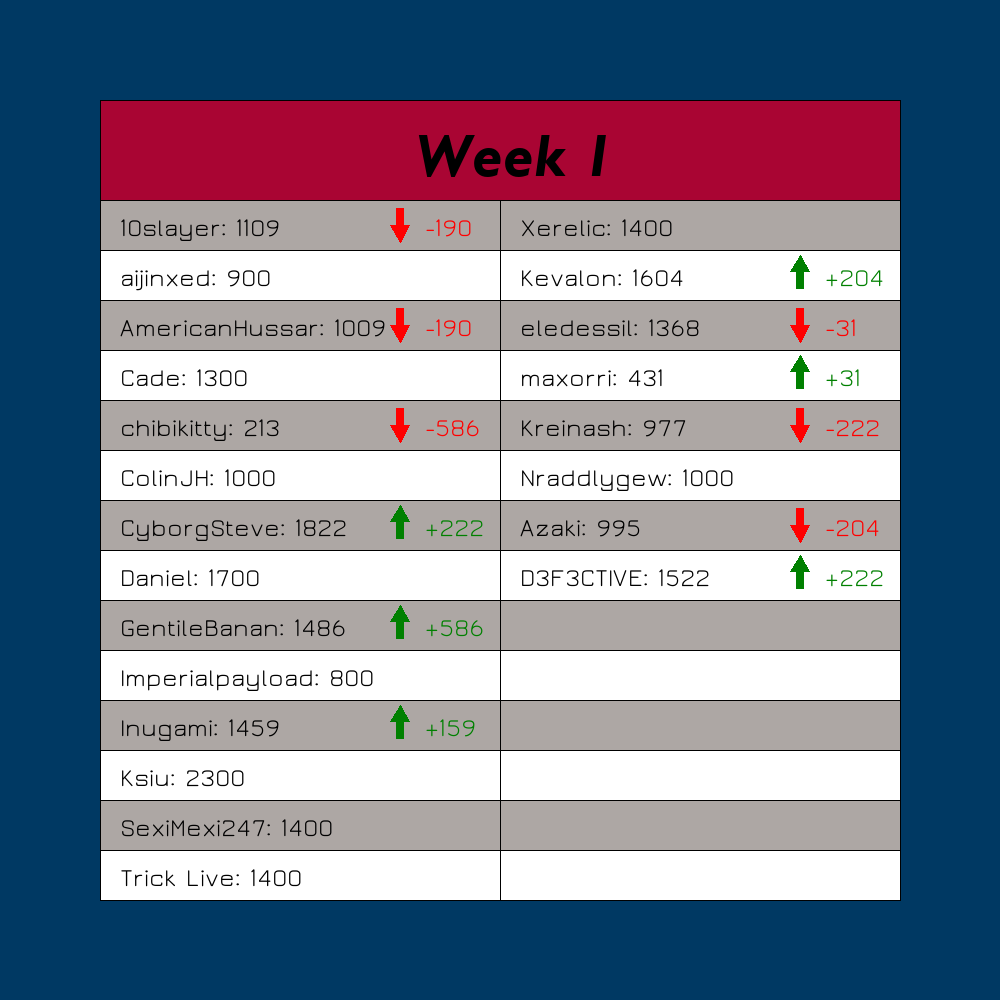 Week 1
10slayer: 1109 -190
aijinxed: 900
AmericanHussar: 1009 -190
Cade: 1300
chibikitty: 213 -586
ColinJH: 1000
CyborgSteve: 1822 +222
Daniel: 1700
GentileBanan: 1486 +586
Imperialpayload: 800
Inugami: 1459 +159
Ksiu: 2300
SexiMexi247: 1400
Trick Live: 1400
Xerelic: 1400
Kevalon: 1604 +204
eledessil: 1368 -31
maxorri: 431 +31
Kreinash: 977 -222
Nraddlygew: 1000
Azaki: 995 -204
D3F3CTIVE: 1522 +222